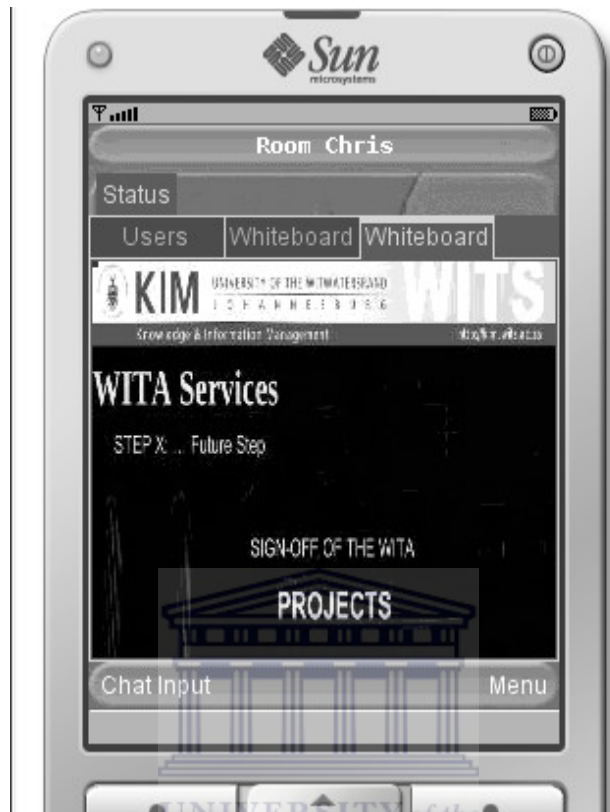 Sun
microsystems
Room Chris
Status
Users Whiteboard Whiteboard
KIM UNIVERSITY OF THE WITWATERSRAND WITS
JOHANNESBURG
Knowledge & Information Management
WITA Services
STEP X: ... Future Step
SIGN-OFF OF THE WITA
PROJECTS
Chat Input Menu
UNIVERSITY of the